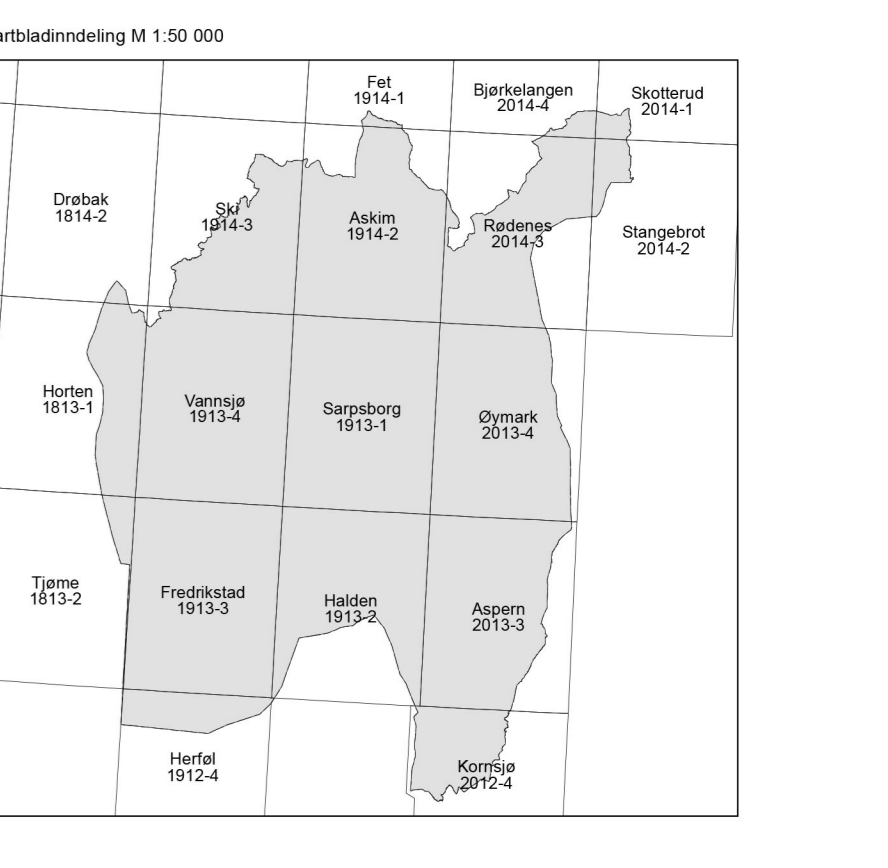 artbladinndeling M 1:50 000
Fet
1914-1
Bjørkelangen
2014-4
Skotterud
2014-1
Drøbak
1814-2
Ski
1914-3
Askim
1914-2
Rødenes
2014-3
Stangebrot
2014-2
Horten
1813-1
Vannsjø
1913-4
Sarpsborg
1913-1
Øymark
2013-4
Tjøme
1813-2
Fredrikstad
1913-3
Halden
1913-2
Aspern
2013-3
Herføl
1912-4
Kornsjø
2012-4